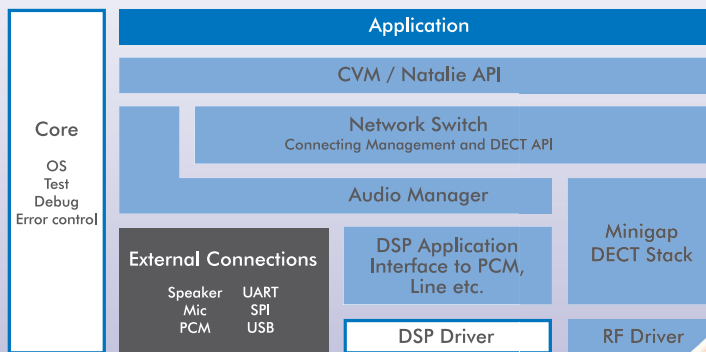 Application
CVM / Natalie API
Core
OS
Test
Debug
Error control
Network Switch
Connecting Management and DECT API
Audio Manager
External Connections
Speaker UART
Mic SPI
PCM USB
DSP Application
Interface to PCM,
Line etc.
Minigap
DECT Stack
DSP Driver
RF Driver